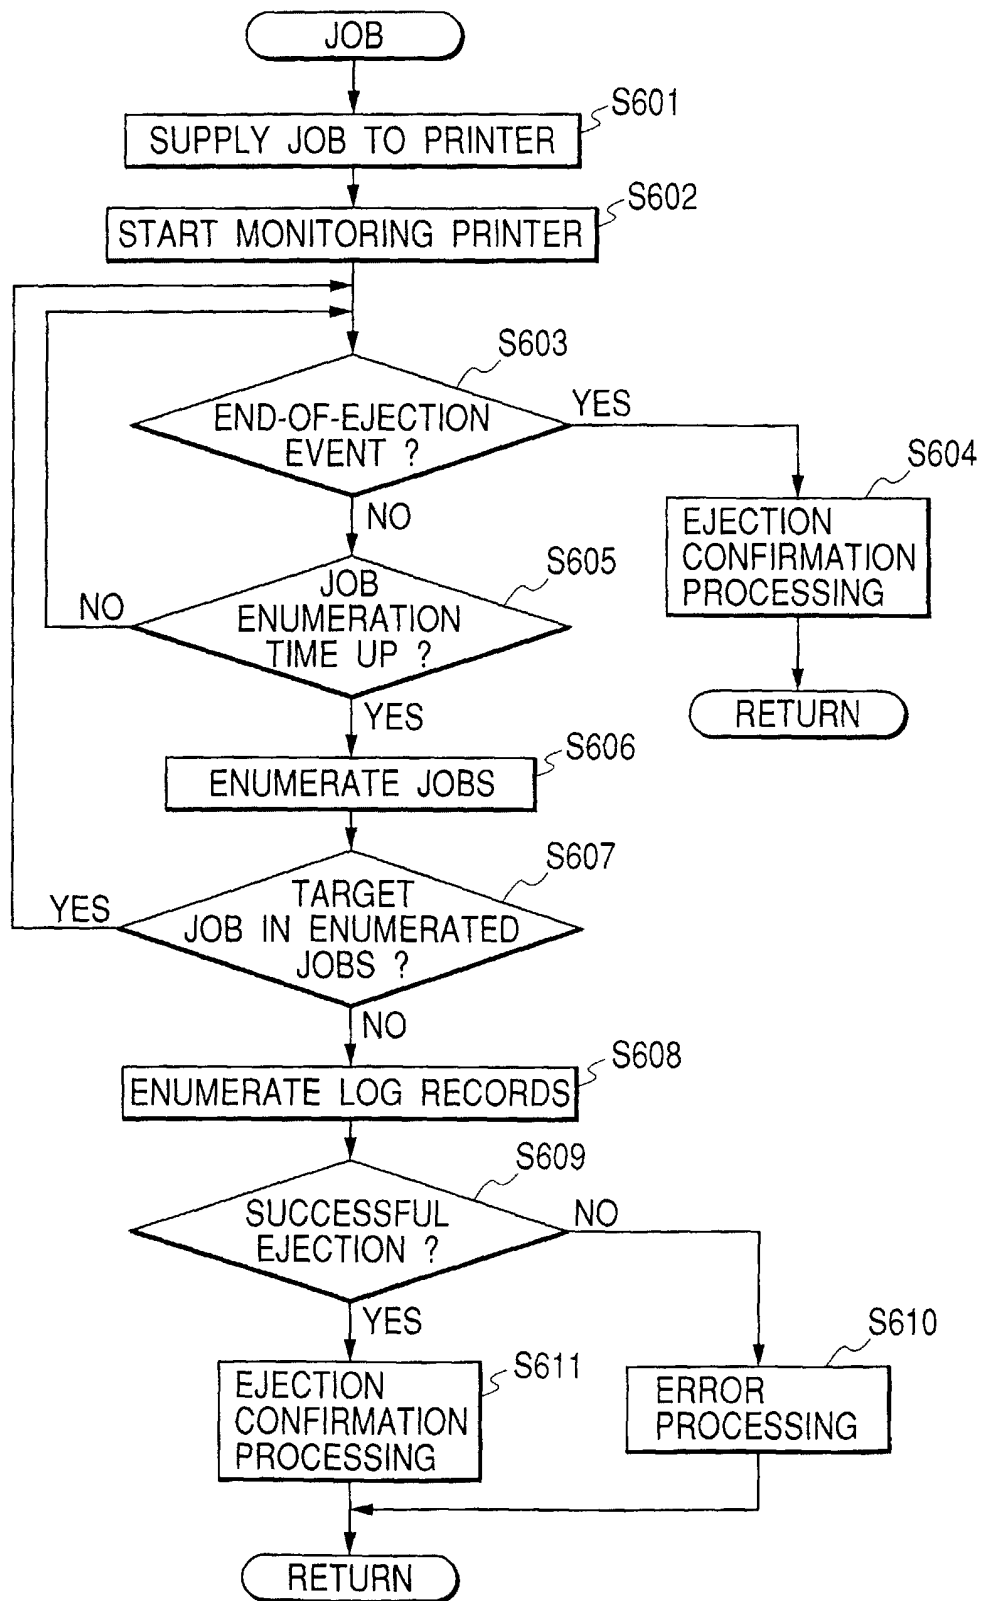 JOB
S601
SUPPLY JOB TO PRINTER
S602
START MONITORING PRINTER
S603
END-OF-EJECTION
EVENT ?
YES
NO
S604
EJECTION
CONFIRMATION
PROCESSING
RETURN
S605
JOB
ENUMERATION
TIME UP ?
NO
YES
S606
ENUMERATE JOBS
S607
TARGET
JOB IN ENUMERATED
JOBS ?
YES
NO
S608
ENUMERATE LOG RECORDS
S609
SUCCESSFUL
EJECTION ?
NO
YES
S610
ERROR
PROCESSING
S611
EJECTION
CONFIRMATION
PROCESSING
RETURN